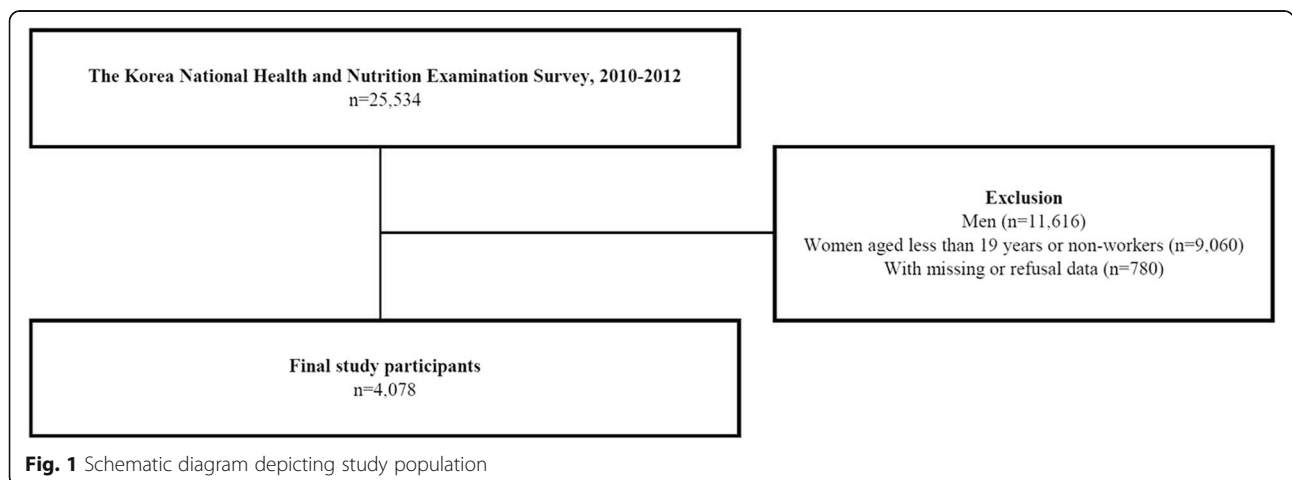 The Korea National Health and Nutrition Examination Survey, 2010-2012
n=25,534
Exclusion
Men (n=11,616)
Women aged less than 19 years or non-workers (n=9,060)
With missing or refusal data (n=780)
Final study participants
n=4,078
Fig. 1 Schematic diagram depicting study population